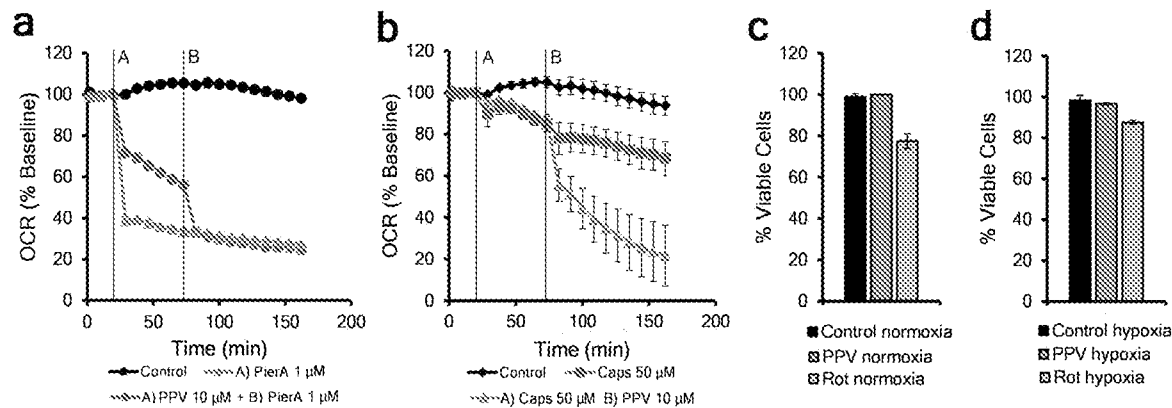 a
b
c
d
120
100
80
60
40
20
0
OCR (% Baseline)
A
B
0 50 100 150 200
Time (min)
Control A) PierA 1 µM
A) PPV 10 µM + B) PierA 1 µM
120
100
80
60
40
20
0
OCR (% Baseline)
A
B
0 50 100 150 200
Time (min)
Control Caps 50 µM
A) Caps 50 µM B) PPV 10 µM
120
100
80
60
40
20
0
% Viable Cells
Control normoxia
PPV normoxia
Rot normoxia
120
100
80
60
40
20
0
% Viable Cells
Control hypoxia
PPV hypoxia
Rot hypoxia